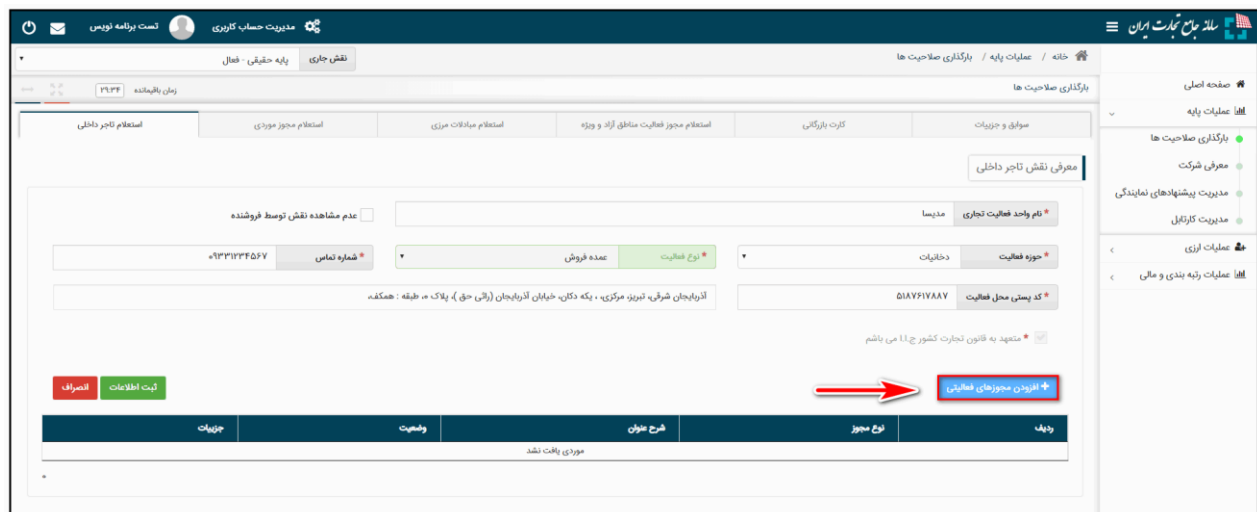 سامانه جامع تجارت ایران
مدیریت حساب کاربری
تست برنامه نویس
خانه / عملیات پایه / بارگذاری صلاحیت ها
نقش جاری
پایه حقیقی - فعال
بارگذاری صلاحیت ها
زمان باقیمانده ۲۹:۳۴
صفحه اصلی
عملیات پایه
بارگذاری صلاحیت ها
معرفی شرکت
مدیریت پیشنهادهای نمایندگی
مدیریت کارتابل
عملیات ارزی
عملیات رتبه بندی و مالی
سوابق و جزییات
کارت بازرگانی
استعلام مجوز فعالیت مناطق آزاد و ویژه
استعلام مبادلات مرزی
استعلام مجوز موردی
استعلام تاجر داخلی
معرفی نقش تاجر داخلی
* نام واحد فعالیت تجاری مدیسا
عدم مشاهده نقش توسط فروشنده
* حوزه فعالیت دخانیات
* نوع فعالیت عمده فروش
* شماره تماس ۰۹۳۳۱۲۳۴۵۶۷
* کد پستی محل فعالیت ۵۱۸۷۶۱۷۸۸۷
آذربایجان شرقی، تبریز، مرکزی، ، یکه دکان، خیابان آذربایجان (راثی حق )، پلاک ۰، طبقه : همکف،
* متعهد به قانون تجارت کشور ج.ا.ا می باشم
+ افزودن مجوزهای فعالیتی
ثبت اطلاعات
انصراف
ردیف نوع مجوز شرح عنوان وضعیت جزییات
موردی یافت نشد